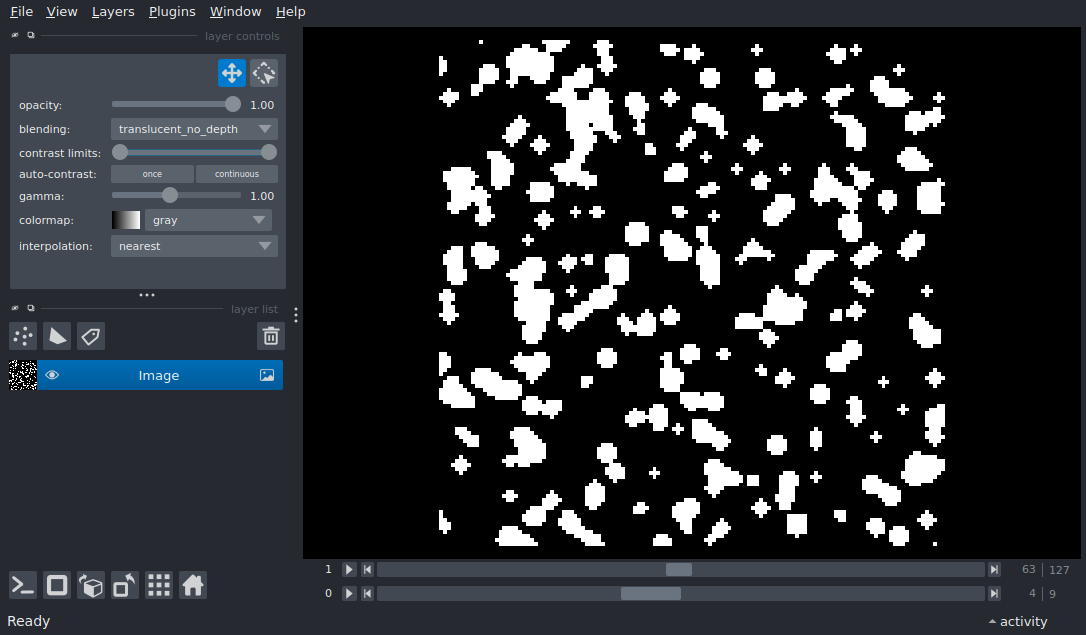 File View Layers Plugins Window Help
layer controls
opacity: 1.00
blending: translucent_no_depth
contrast limits:
auto-contrast: once continuous
gamma: 1.00
colormap: gray
interpolation: nearest
layer list
Image
1 63 127
0 4 9
Ready activity